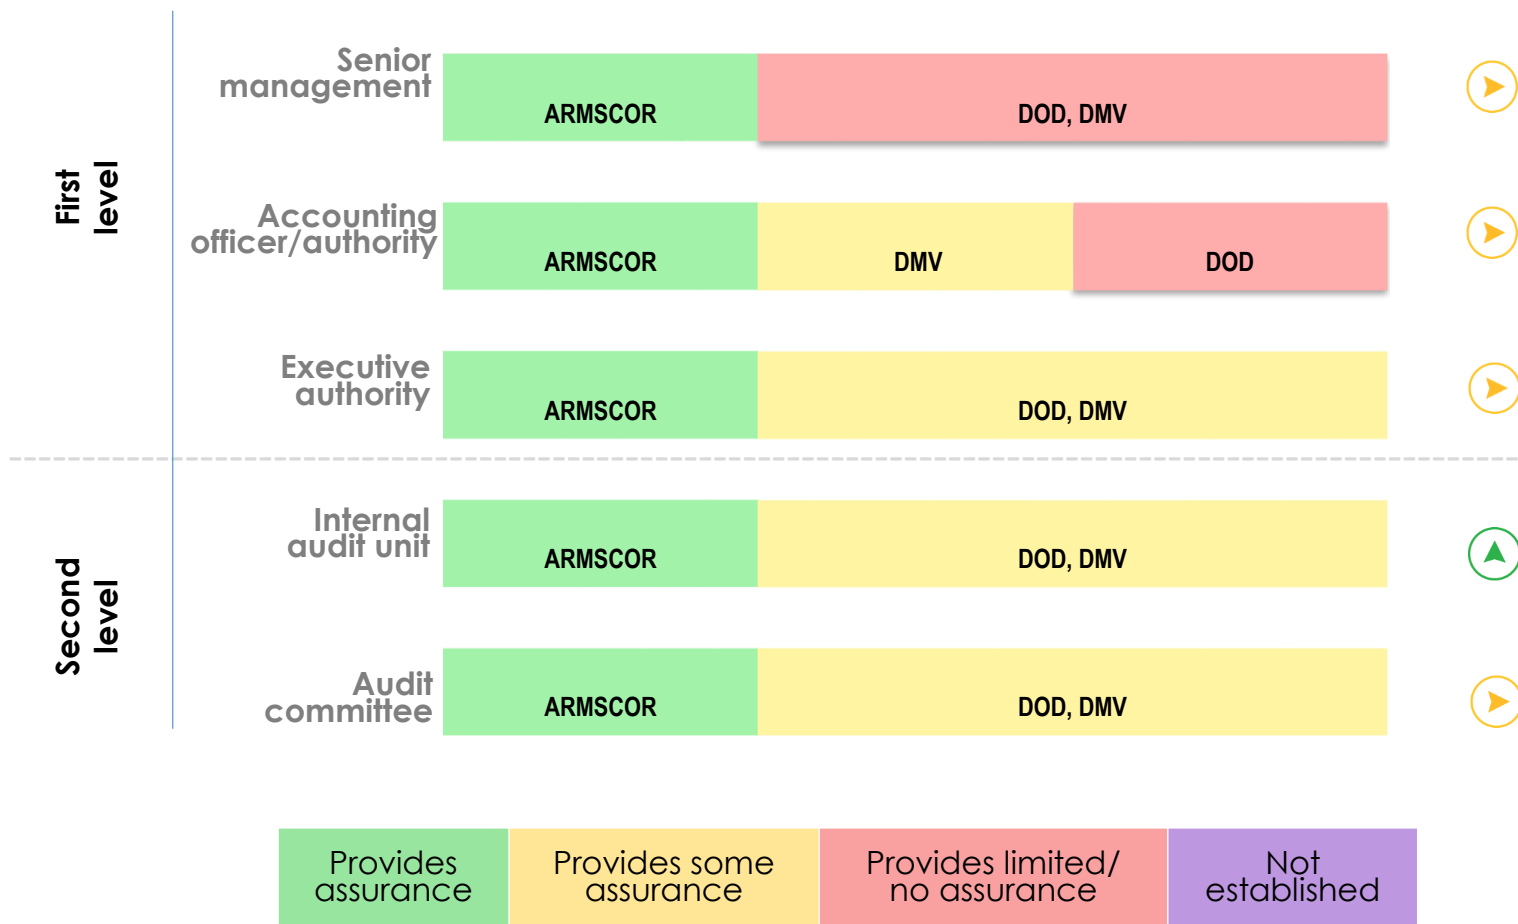 First
level
Senior
management
ARMSCOR
DOD, DMV
Accounting
officer/authority
ARMSCOR
DMV
DOD
Executive
authority
ARMSCOR
DOD, DMV
Second
level
Internal
audit unit
ARMSCOR
DOD, DMV
Audit
committee
ARMSCOR
DOD, DMV
Provides
assurance
Provides some
assurance
Provides limited/
no assurance
Not
established